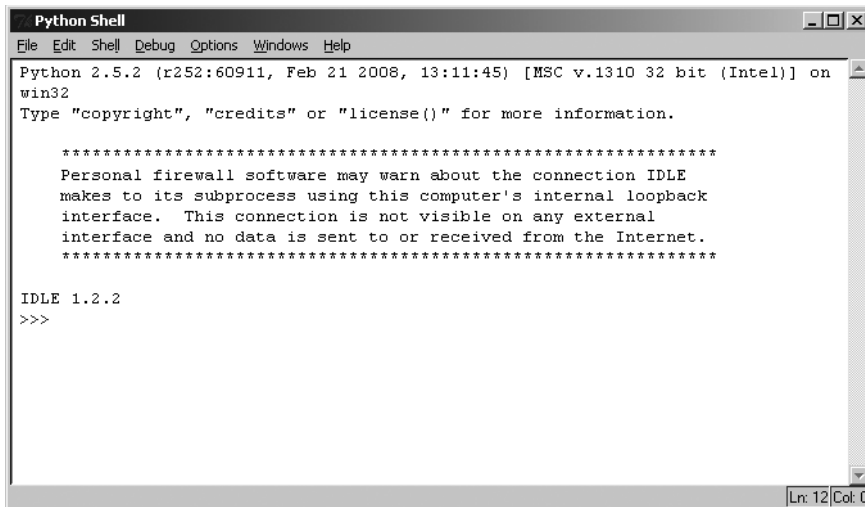 Python Shell
File Edit Shell Debug Options Windows Help
Python 2.5.2 (r252:60911, Feb 21 2008, 13:11:45) [MSC v.1310 32 bit (Intel)] on
win32
Type "copyright", "credits" or "license()" for more information.
****************************************************************
Personal firewall software may warn about the connection IDLE
makes to its subprocess using this computer's internal loopback
interface.  This connection is not visible on any external
interface and no data is sent to or received from the Internet.
****************************************************************
IDLE 1.2.2
>>>
Ln: 12 Col: 0